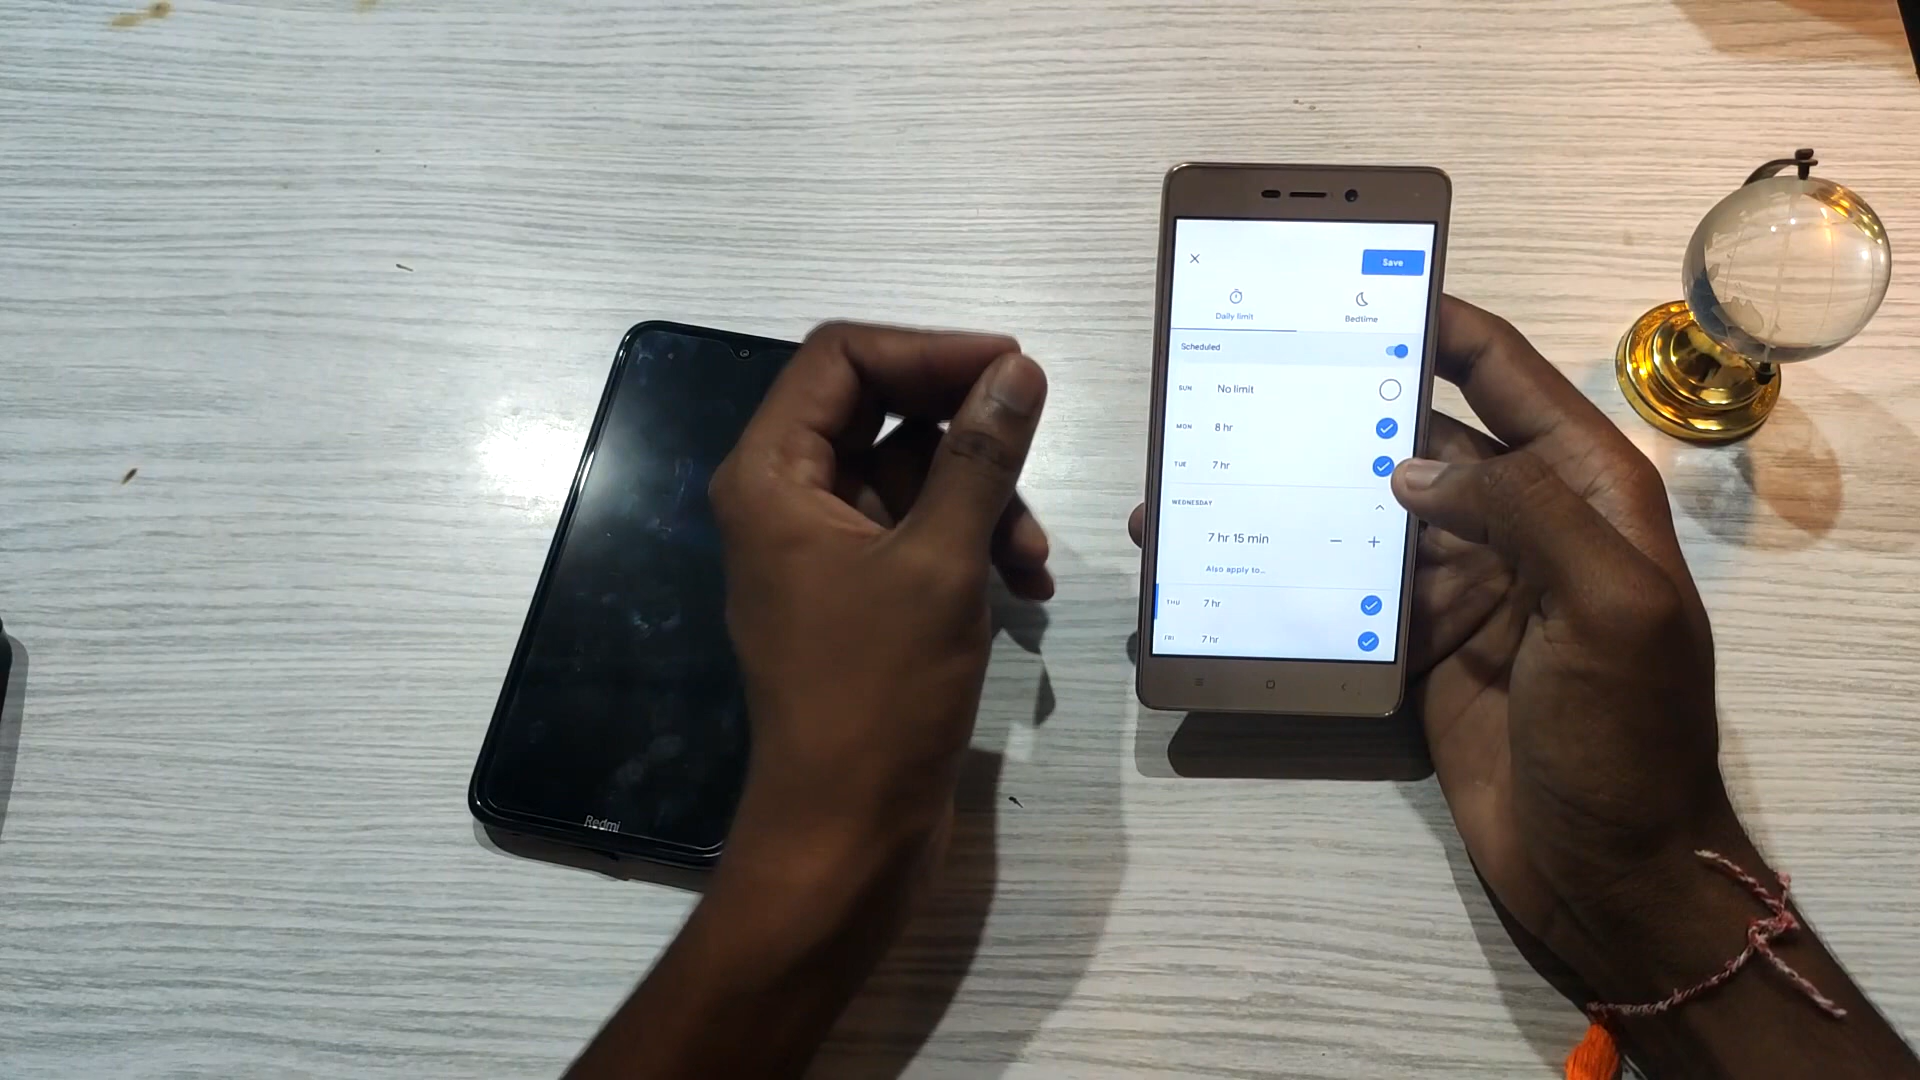 Save
Daily limit
Bedtime
Scheduled
SUN No limit
MON 8 hr
TUE 7 hr
WEDNESDAY
7 hr 15 min
Also apply to...
THU 7 hr
FRI 7 hr
Redmi